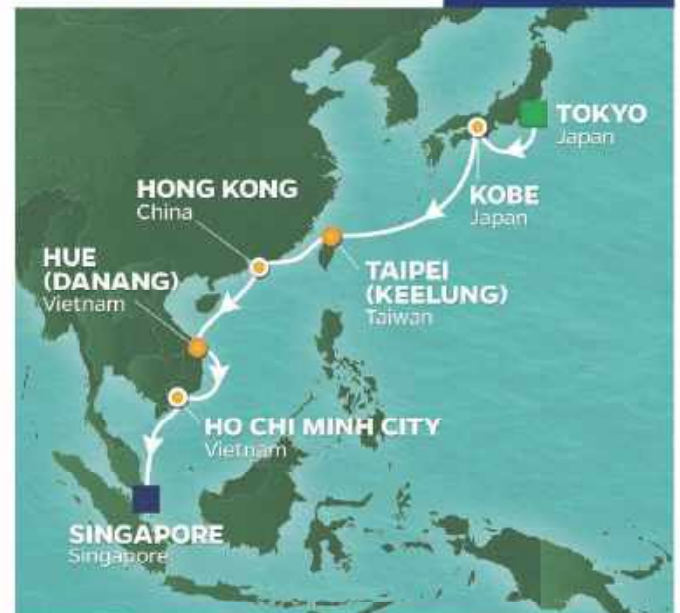 TOKYO
Japan
KOBE
Japan
HONG KONG
China
TAIPEI
(KEELUNG)
Taiwan
HUE
(DANANG)
Vietnam
HO CHI MINH CITY
Vietnam
SINGAPORE
Singapore